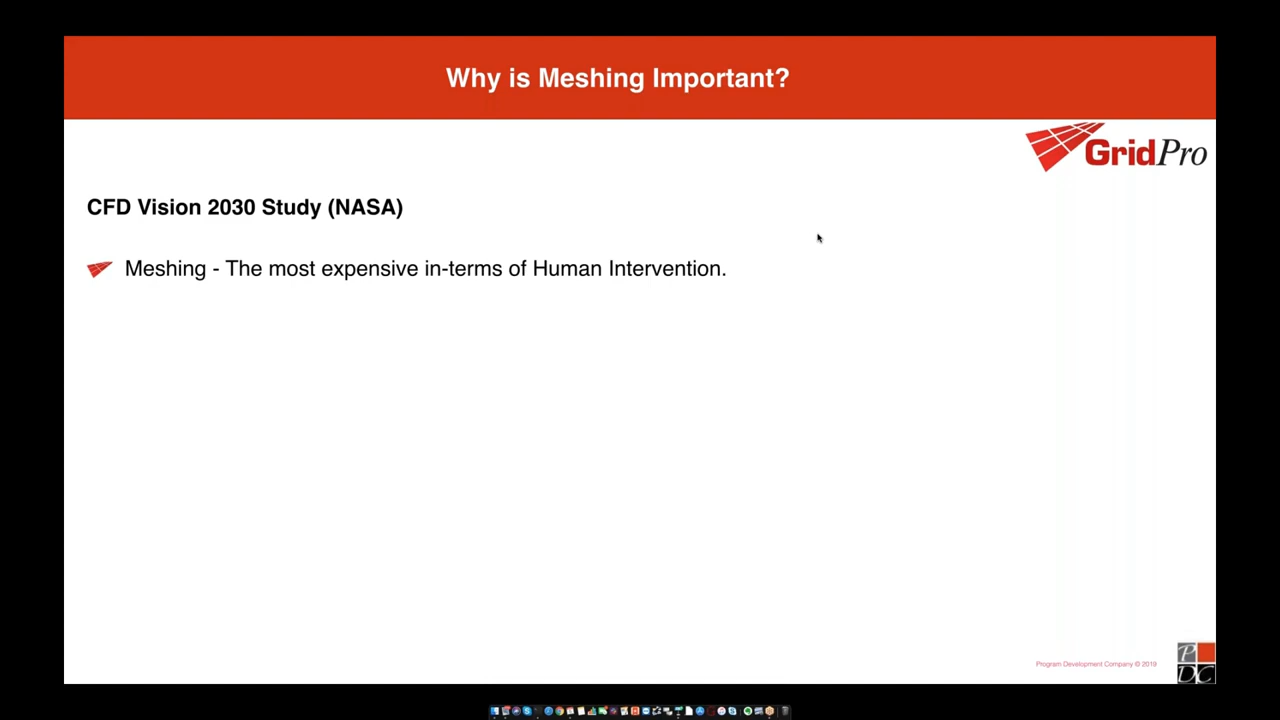 Why is Meshing Important?
GridPro
CFD Vision 2030 Study (NASA)
Meshing - The most expensive in-terms of Human Intervention.
Program Development Company © 2019
PDC